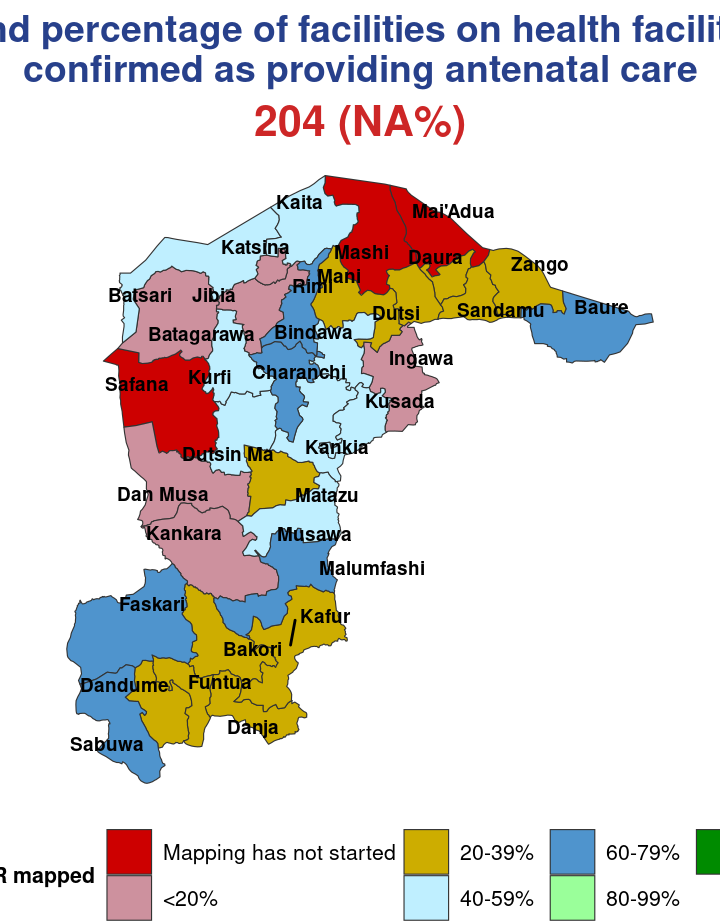 nd percentage of facilities on health facilit
confirmed as providing antenatal care
204 (NA%)
Kaita
Mai'Adua
Katsina
Mashi
Daura
Zango
Mani
Rimi
Batsari
Jibia
Baure
Sandamu
Dutsi
Batagarawa
Bindawa
Ingawa
Charanchi
Kurfi
Safana
Kusada
Kankia
Dutsin Ma
Dan Musa
Matazu
Kankara
Musawa
Malumfashi
Faskari
Kafur
Bakori
Dandume
Funtua
Danja
Sabuwa
R mapped
Mapping has not started
<20%
20-39%
40-59%
60-79%
80-99%